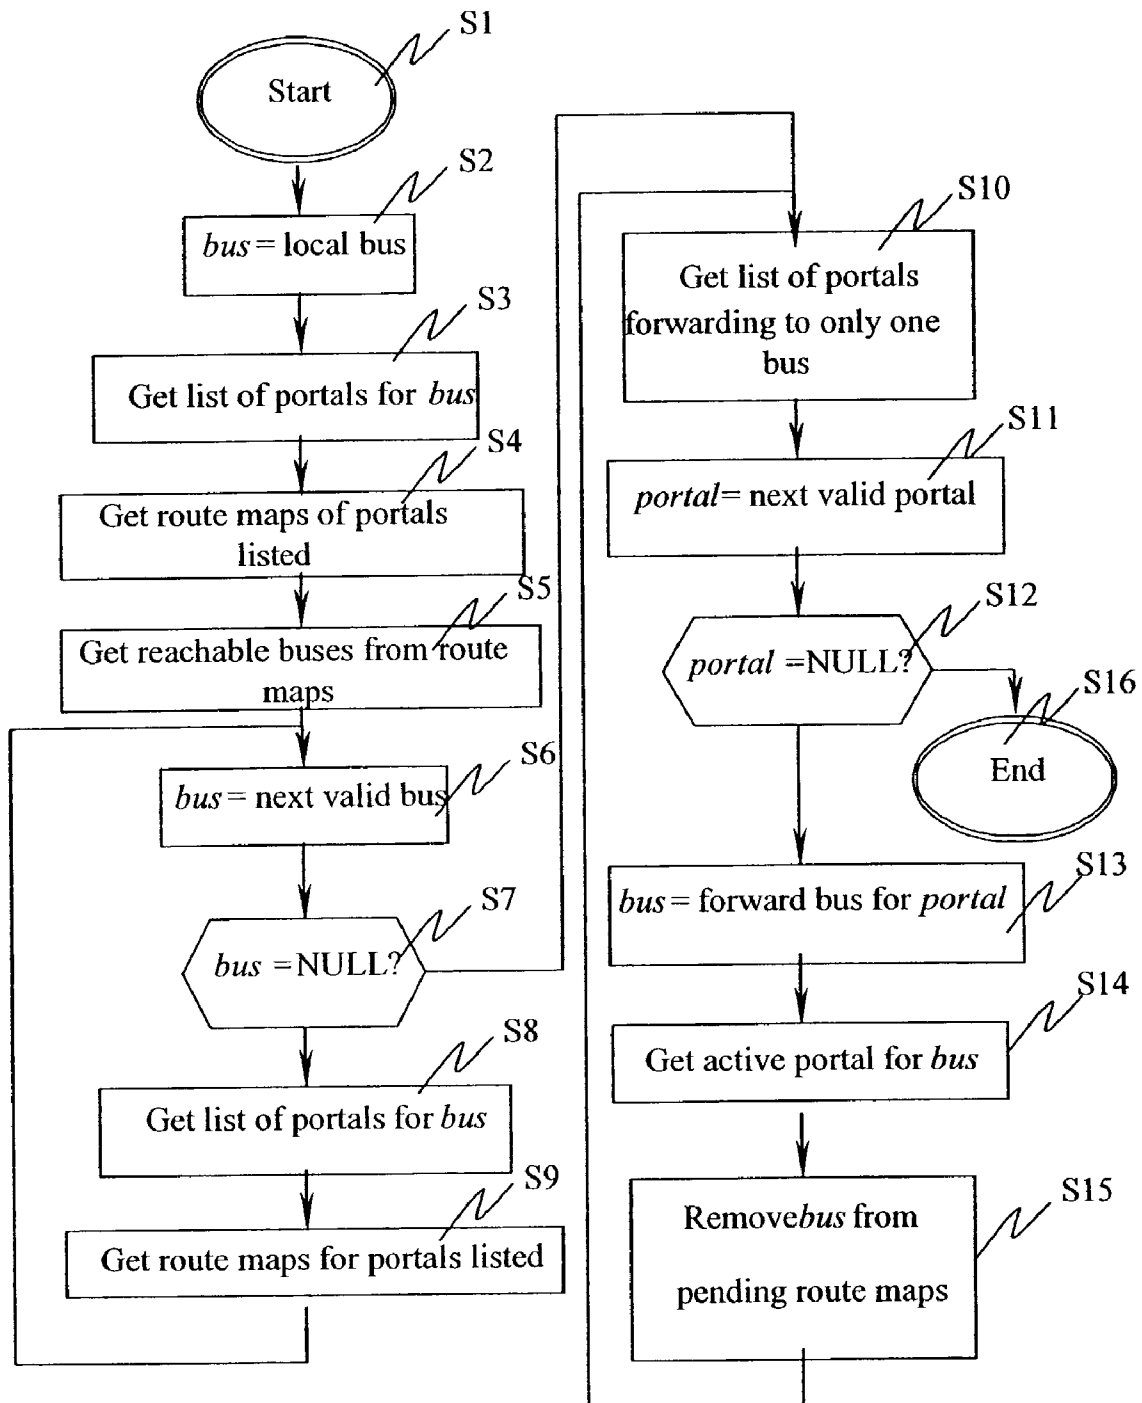 S1
Start
S2
bus = local bus
S3
Get list of portals for bus
S4
Get route maps of portals
listed
S5
Get reachable buses from route
maps
S6
bus = next valid bus
S7
bus =NULL?
S8
Get list of portals for bus
S9
Get route maps for portals listed
S10
Get list of portals
forwarding to only one
bus
S11
portal= next valid portal
S12
portal =NULL?
S16
End
S13
bus = forward bus for portal
S14
Get active portal for bus
S15
Removebus from
pending route maps